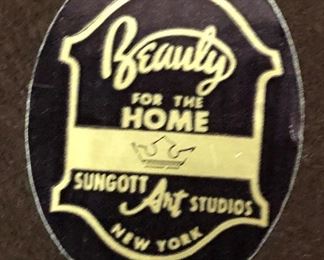 Beauty
FOR THE
HOME
SUNGOTT Art STUDIOS
NEW YORK